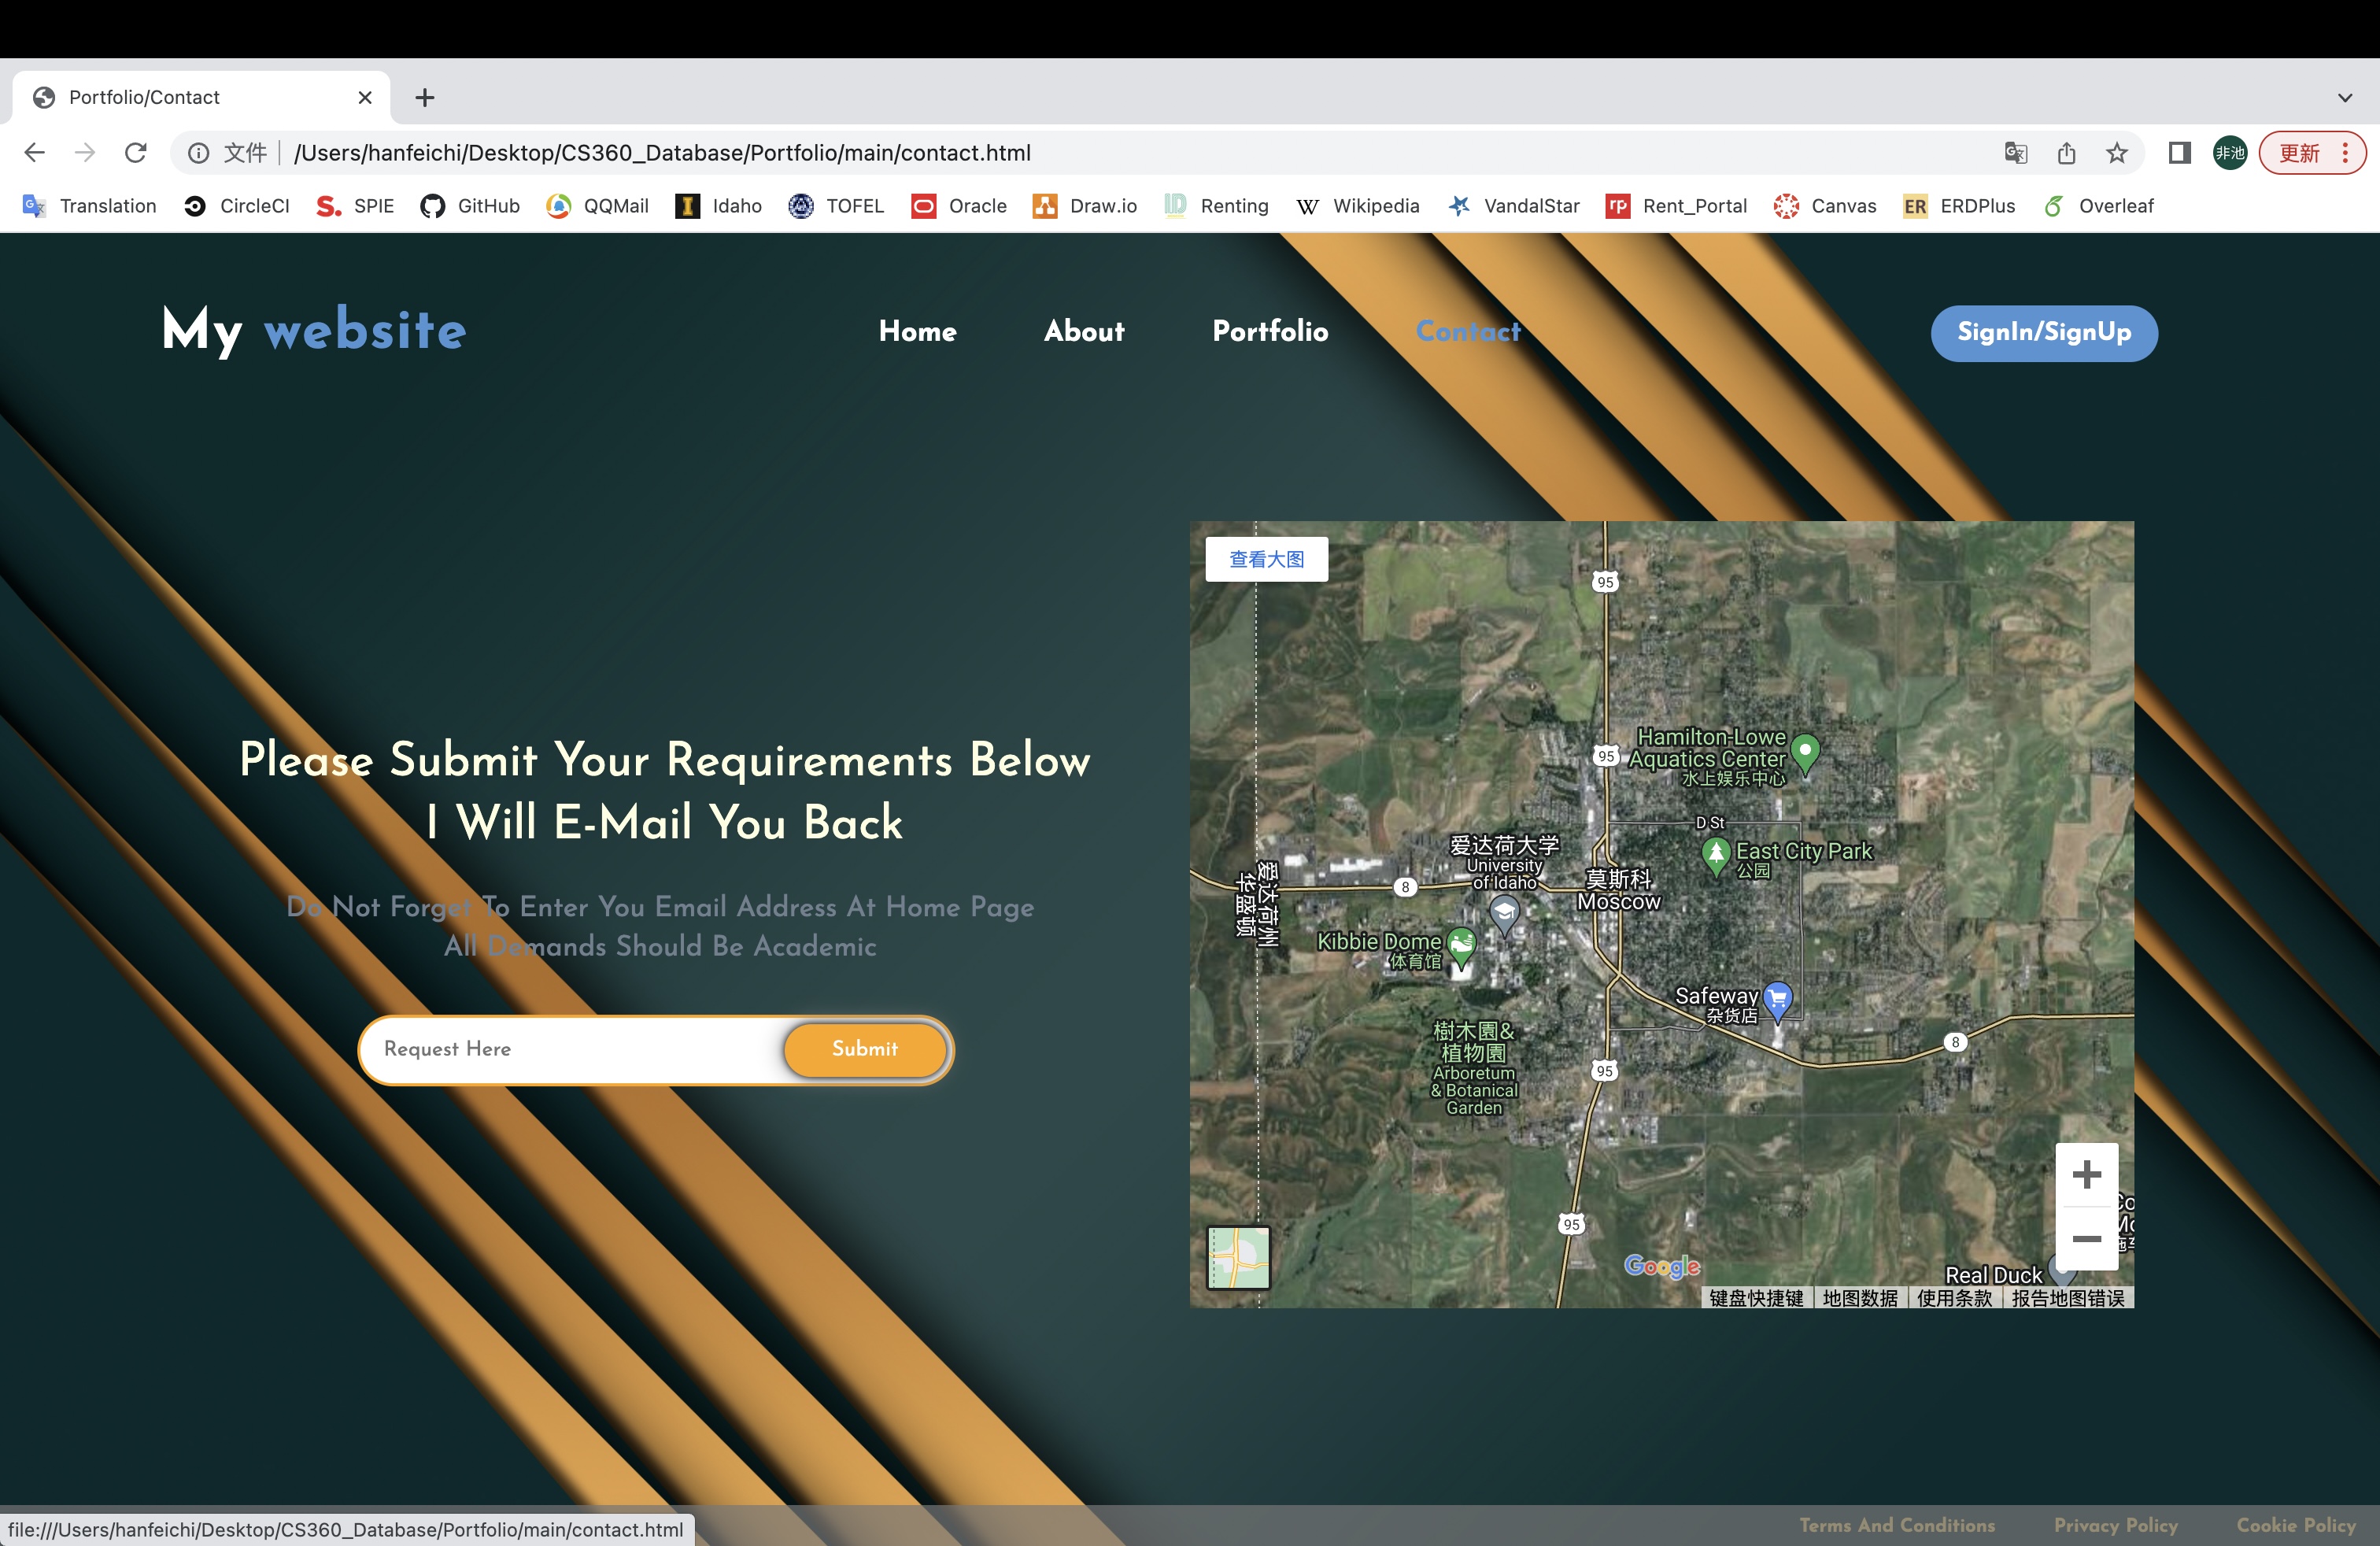 Portfolio/Contact
文件 /Users/hanfeichi/Desktop/CS360_Database/Portfolio/main/contact.html
非池
更新
Translation CircleCI SPIE GitHub QQMail Idaho TOFEL Oracle Draw.io Renting Wikipedia VandalStar Rent_Portal Canvas ERDPlus Overleaf
My website
Home
About
Portfolio
Contact
SignIn/SignUp
Please Submit Your Requirements Below
I Will E-Mail You Back
Do Not Forget To Enter You Email Address At Home Page
All Demands Should Be Academic
Request Here
Submit
查看大图
95
95
Hamilton-Lowe
Aquatics Center
水上娱乐中心
D St
East City Park
公园
爱达荷大学
University
of Idaho
莫斯科
Moscow
8
爱达荷州
华盛顿
Kibbie Dome
体育馆
Safeway
杂货店
樹木園&
植物園
Arboretum
& Botanical
Garden
95
8
95
Google
Real Duck
键盘快捷键
地图数据
使用条款
报告地图错误
file:///Users/hanfeichi/Desktop/CS360_Database/Portfolio/main/contact.html
Terms And Conditions
Privacy Policy
Cookie Policy